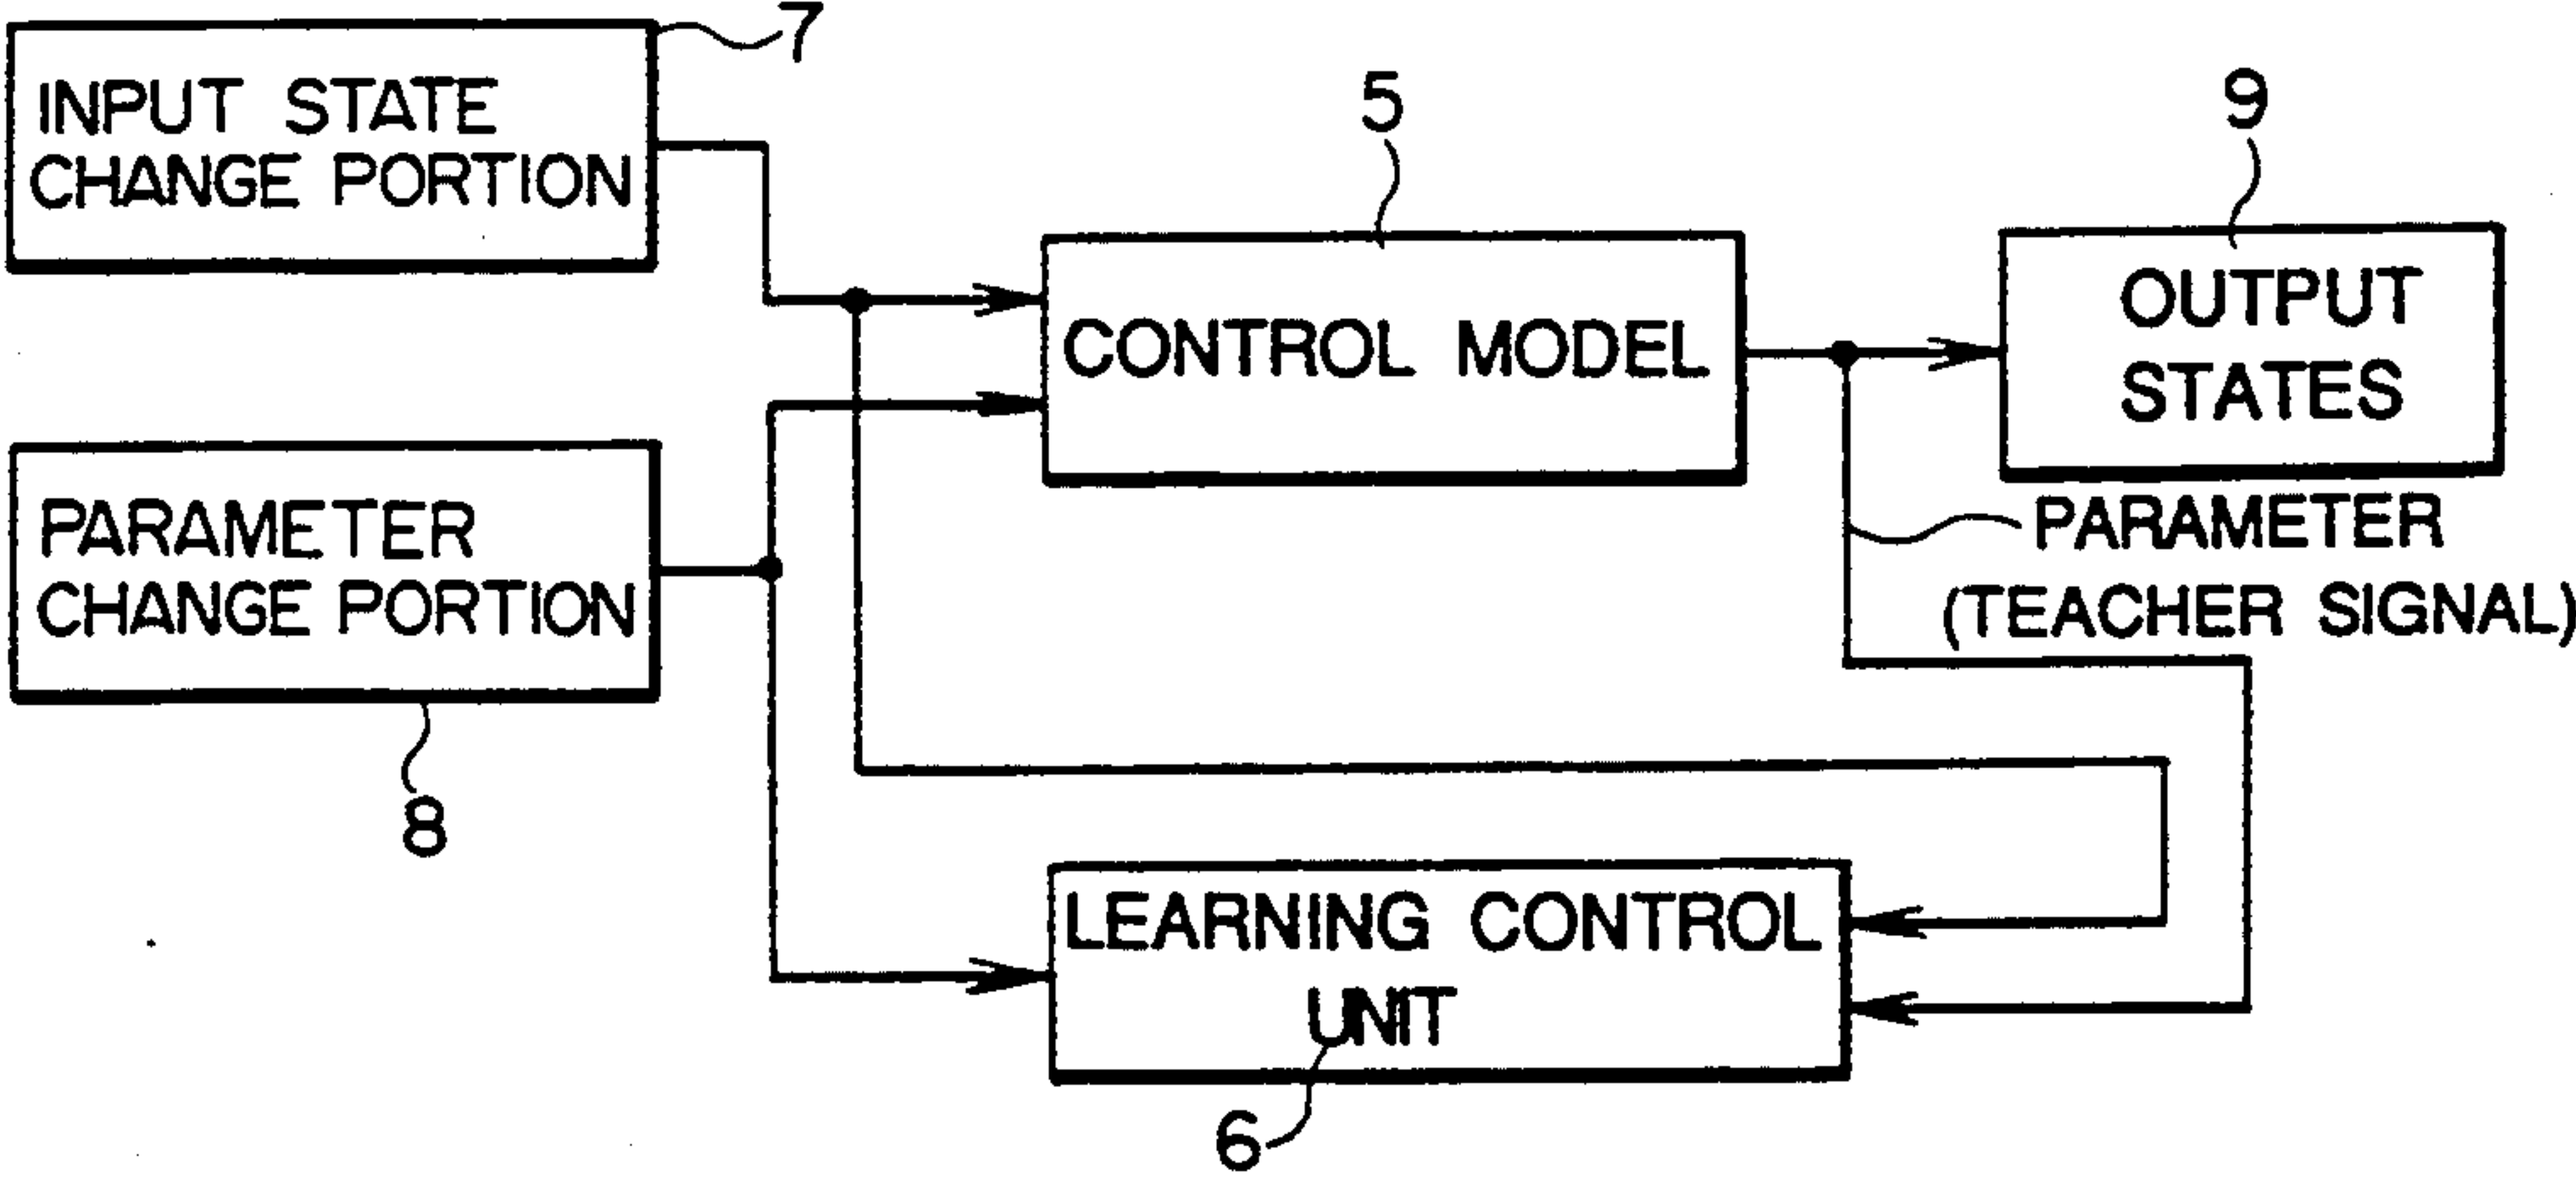 7
INPUT STATE
CHANGE PORTION
5
CONTROL MODEL
9
OUTPUT
STATES
PARAMETER
CHANGE PORTION
8
PARAMETER
(TEACHER SIGNAL)
LEARNING CONTROL
UNIT
6